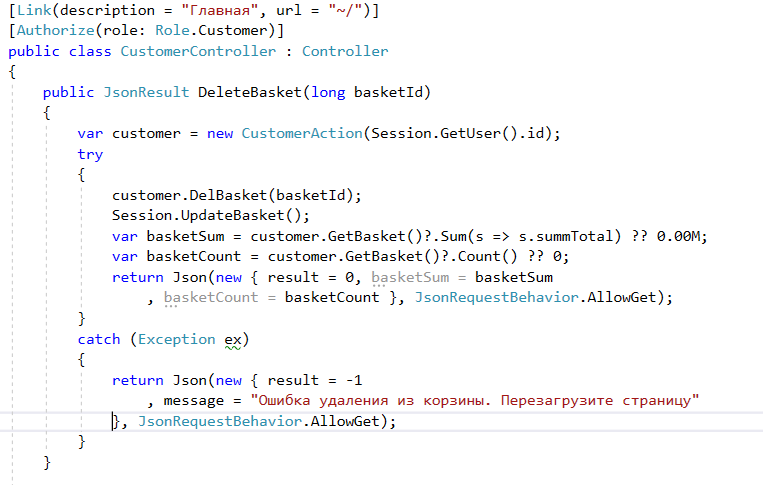 [Link(description = "Главная", url = "~/")]
[Authorize(role: Role.Customer)]
public class CustomerController : Controller
{
    public JsonResult DeleteBasket(long basketId)
    {
        var customer = new CustomerAction(Session.GetUser().id);
        try
        {
            customer.DelBasket(basketId);
            Session.UpdateBasket();
            var basketSum = customer.GetBasket()?.Sum(s => s.summTotal) ?? 0.00M;
            var basketCount = customer.GetBasket()?.Count() ?? 0;
            return Json(new { result = 0, basketSum = basketSum
                , basketCount = basketCount }, JsonRequestBehavior.AllowGet);
        }
        catch (Exception ex)
        {
            return Json(new { result = -1
                , message = "Ошибка удаления из корзины. Перезагрузите страницу"
            }, JsonRequestBehavior.AllowGet);
        }
    }